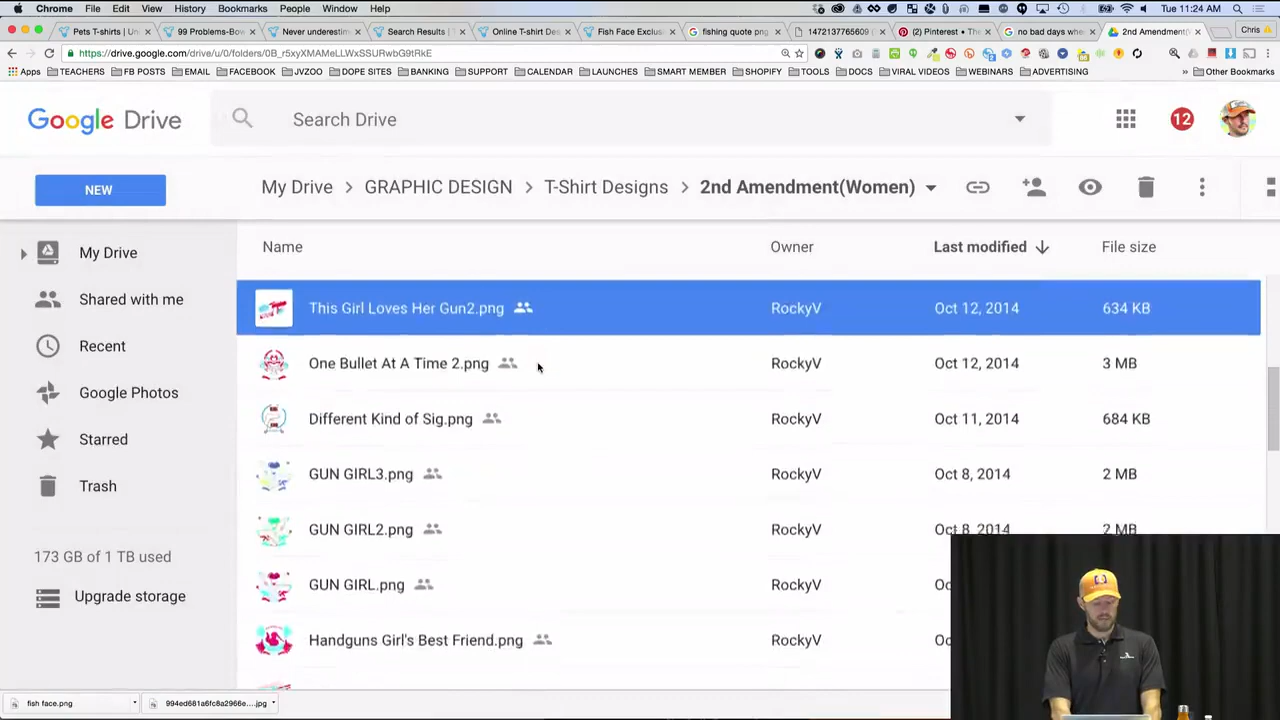 Chrome File Edit View History Bookmarks People Window Help Tue 11:24 AM
Pets T-shirts | Un 99 Problems-Bow Never underestim Search Results | T Online T-shirt Des Fish Face Exclus fishing quote png 1472137765609 (2) Pinterest • The no bad days when 2nd Amendment( Chris
https://drive.google.com/drive/u/0/folders/0B_r5xyXMAMeLLWxSSURwbG9tRkE
Apps TEACHERS FB POSTS EMAIL FACEBOOK JVZOO DOPE SITES BANKING SUPPORT CALENDAR LAUNCHES SMART MEMBER SHOPIFY TOOLS DOCS VIRAL VIDEOS WEBINARS ADVERTISING » Other Bookmarks
Google Drive Search Drive 12
NEW My Drive > GRAPHIC DESIGN > T-Shirt Designs > 2nd Amendment(Women)
Name Owner Last modified File size
My Drive
Shared with me
Recent
Google Photos
Starred
Trash
173 GB of 1 TB used
Upgrade storage
This Girl Loves Her Gun2.png RockyV Oct 12, 2014 634 KB
One Bullet At A Time 2.png RockyV Oct 12, 2014 3 MB
Different Kind of Sig.png RockyV Oct 11, 2014 684 KB
GUN GIRL3.png RockyV Oct 8, 2014 2 MB
GUN GIRL2.png RockyV Oct 8, 2014 2 MB
GUN GIRL.png RockyV
Handguns Girl's Best Friend.png RockyV
fish face.png 994ed681a6fc8a2966e....jpg